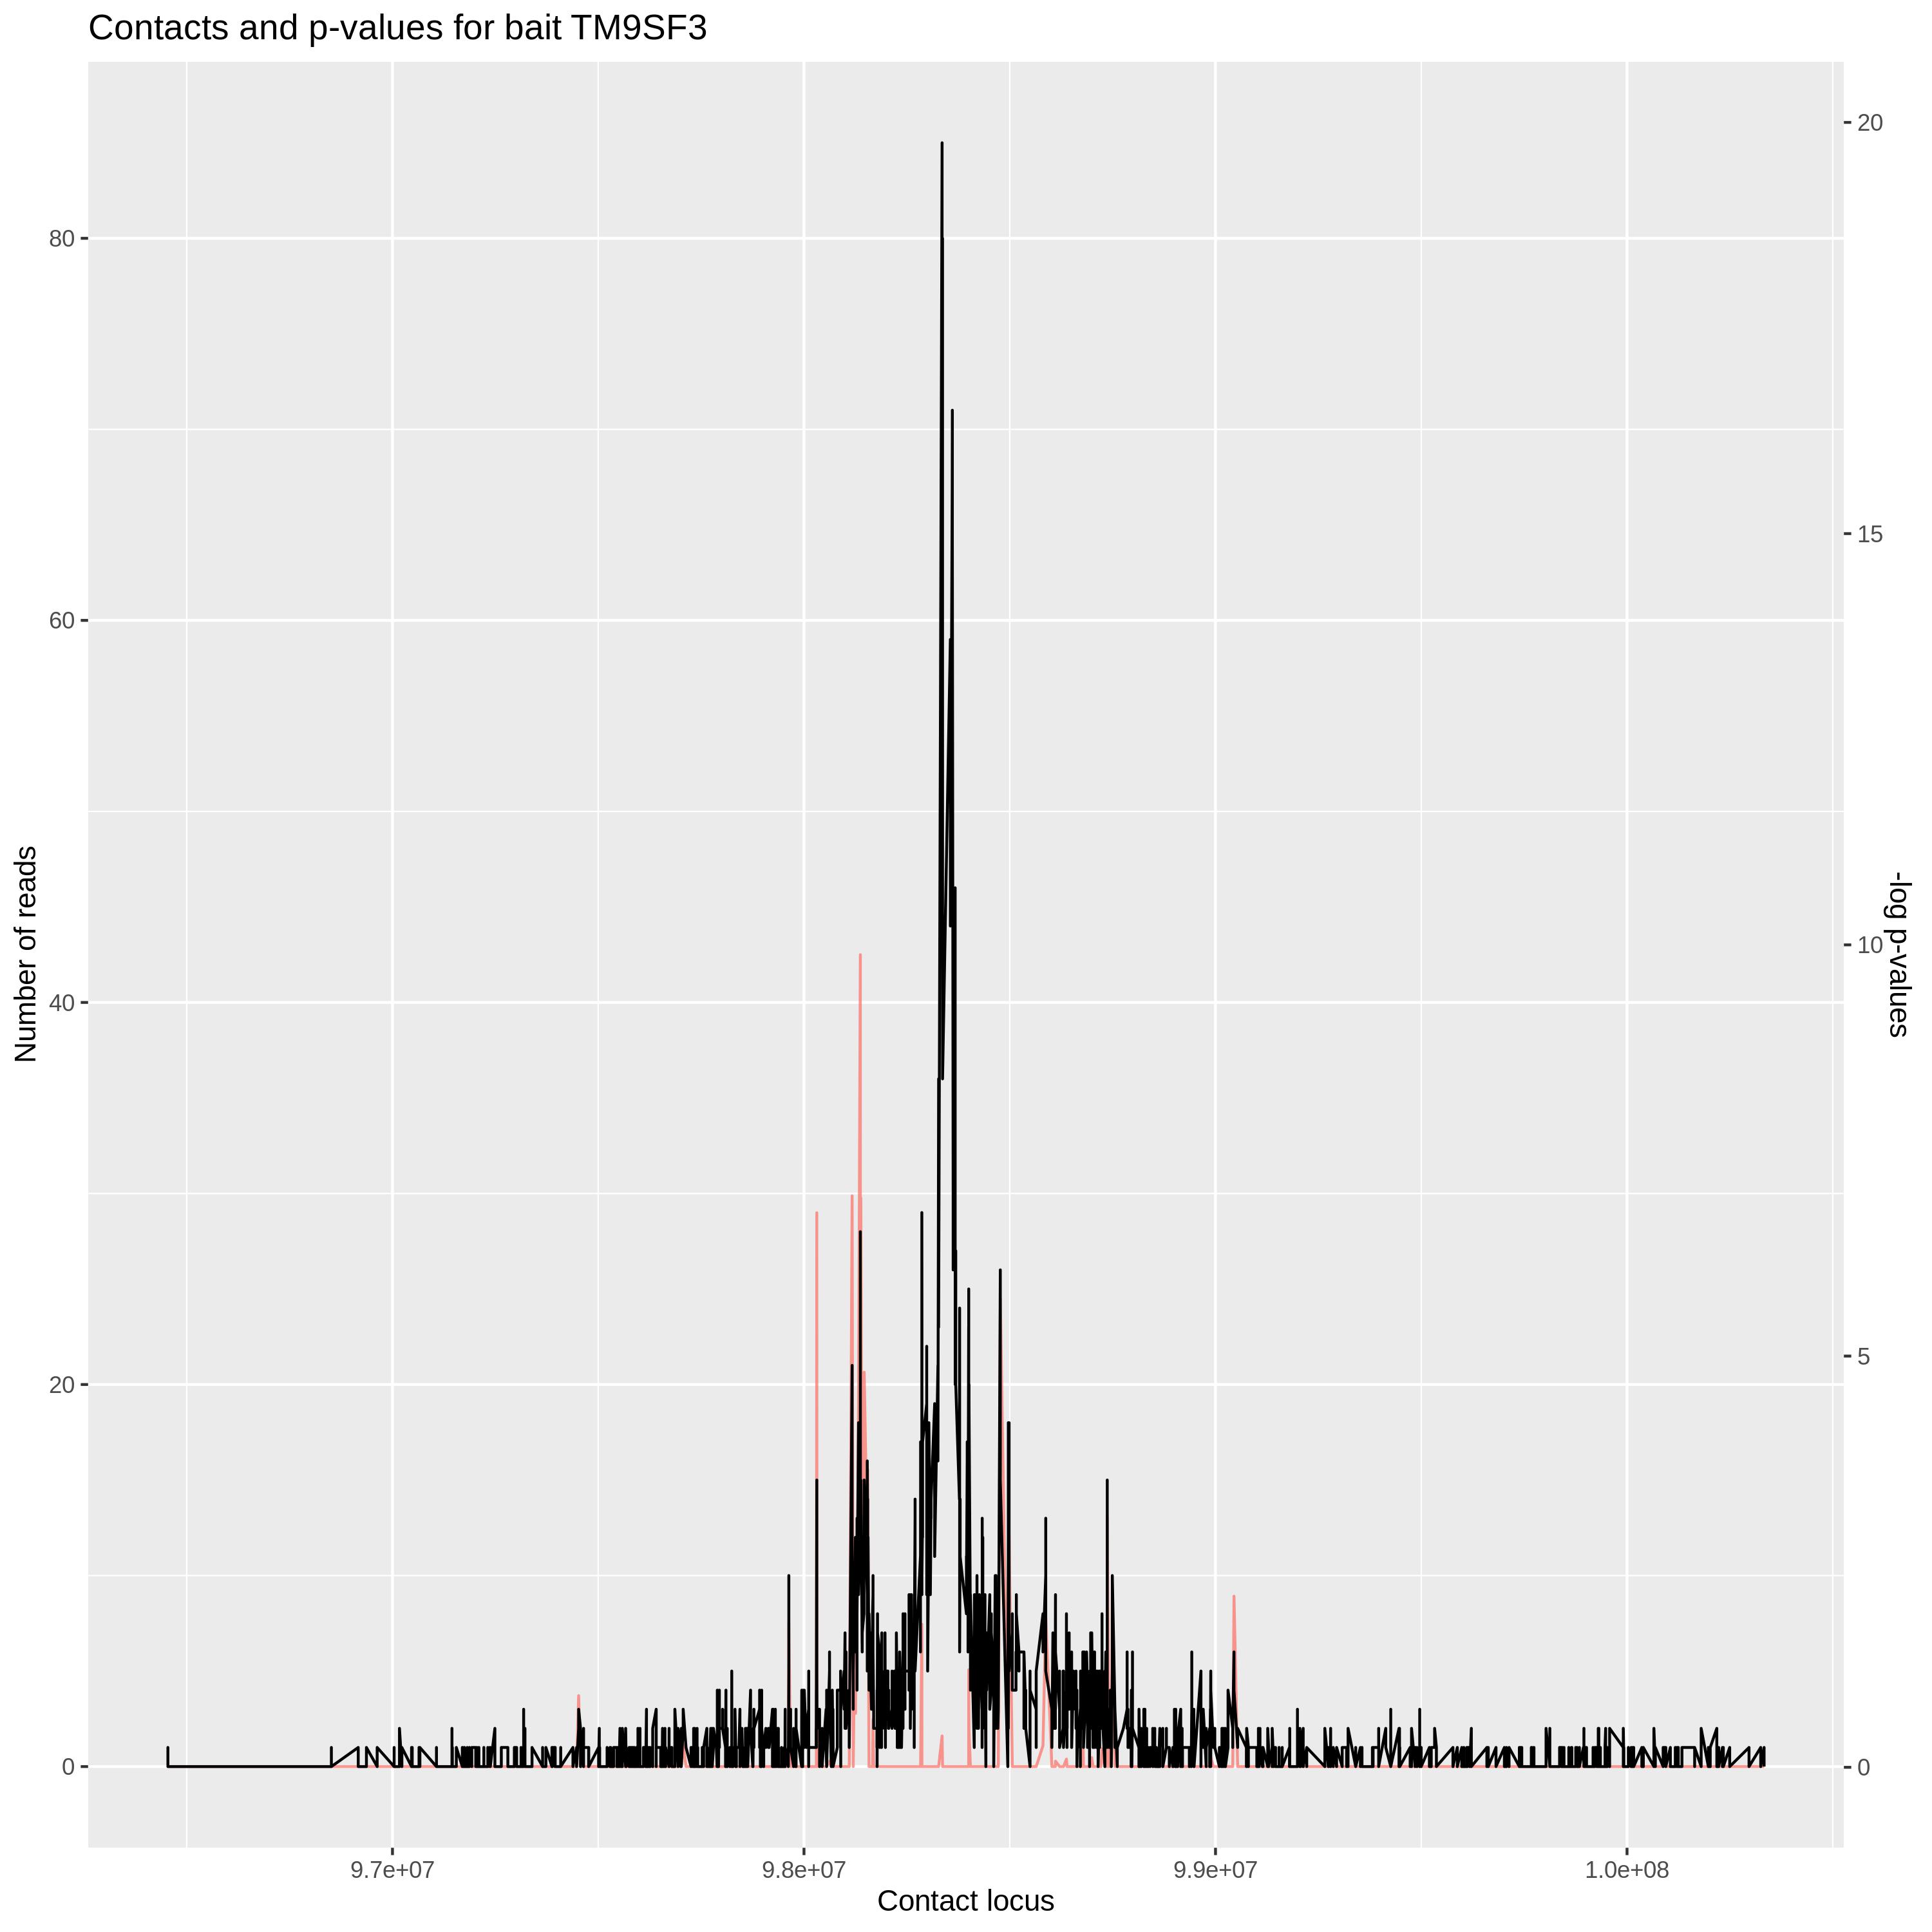 Contacts and p-values for bait TM9SF3
Number of reads
80
60
40
20
0
20
15
10
5
0
-log p-values
9.7e+07 9.8e+07 9.9e+07 1.0e+08
Contact locus